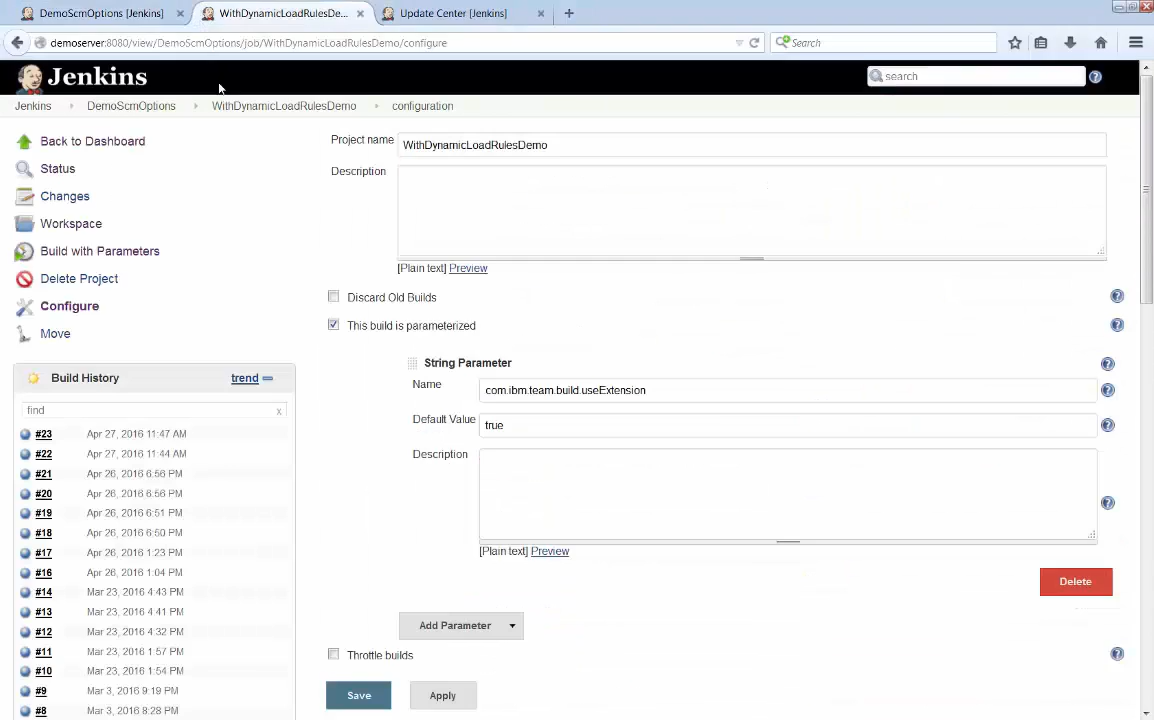 DemoScmOptions [Jenkins]
WithDynamicLoadRulesDe...
Update Center [Jenkins]
demoserver:8080/view/DemoScmOptions/job/WithDynamicLoadRulesDemo/configure
Search
Jenkins
search
Jenkins DemoScmOptions WithDynamicLoadRulesDemo configuration
Back to Dashboard
Status
Changes
Workspace
Build with Parameters
Delete Project
Configure
Move
Build History trend
find x
#23 Apr 27, 2016 11:47 AM
#22 Apr 27, 2016 11:44 AM
#21 Apr 26, 2016 6:56 PM
#20 Apr 26, 2016 6:56 PM
#19 Apr 26, 2016 6:51 PM
#18 Apr 26, 2016 6:50 PM
#17 Apr 26, 2016 1:23 PM
#16 Apr 26, 2016 1:04 PM
#14 Mar 23, 2016 4:43 PM
#13 Mar 23, 2016 4:41 PM
#12 Mar 23, 2016 4:32 PM
#11 Mar 23, 2016 1:57 PM
#10 Mar 23, 2016 1:54 PM
#9 Mar 3, 2016 9:19 PM
#8 Mar 3, 2016 8:28 PM
Project name WithDynamicLoadRulesDemo
Description
[Plain text] Preview
Discard Old Builds
This build is parameterized
String Parameter
Name com.ibm.team.build.useExtension
Default Value true
Description
[Plain text] Preview
Delete
Add Parameter
Throttle builds
Save Apply